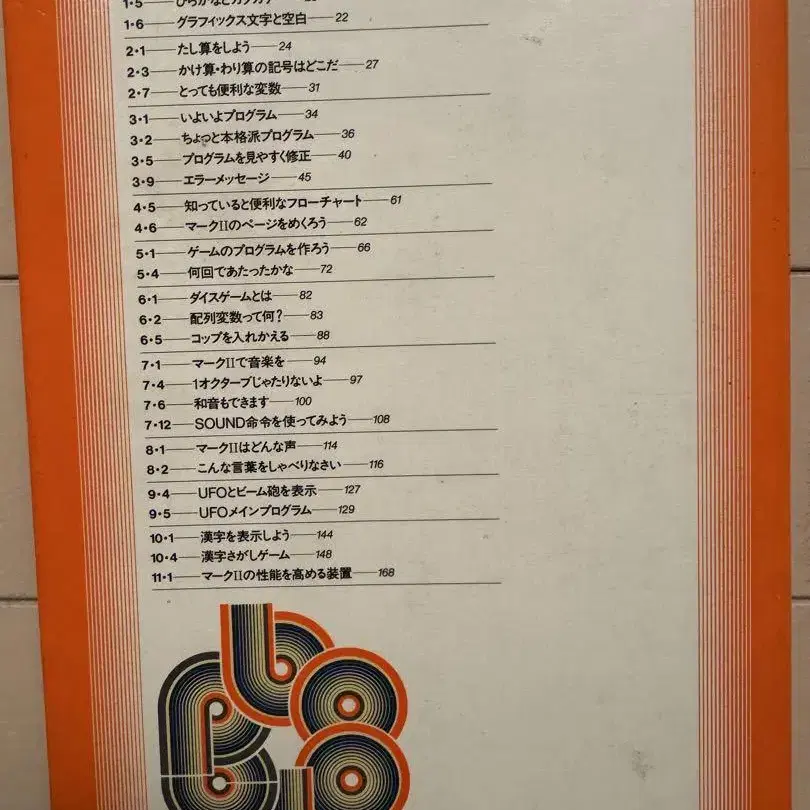 1・5——ひらがなとカタカナ
1・6——グラフィックス文字と空白——22
2・1——たし算をしよう——24
2・3——かけ算・わり算の記号はどこだ——27
2・7——とっても便利な変数——31
3・1——いよいよプログラム——34
3・2——ちょっと本格派プログラム——36
3・5——プログラムを見やすく修正——40
3・9——エラーメッセージ——45
4・5——知っていると便利なフローチャート——61
4・6——マークIIのページをめくろう——62
5・1——ゲームのプログラムを作ろう——66
5・4——何回であたったかな——72
6・1——ダイスゲームとは——82
6・2——配列変数って何?——83
6・5——コップを入れかえる——88
7・1——マークIIで音楽を——94
7・4——1オクターブじゃたりないよ——97
7・6——和音もできます——100
7・12——SOUND命令を使ってみよう——108
8・1——マークIIはどんな声——114
8・2——こんな言葉をしゃべりなさい——116
9・4——UFOとビーム砲を表示——127
9・5——UFOメインプログラム——129
10・1——漢字を表示しよう——144
10・4——漢字さがしゲーム——148
11・1——マークIIの性能を高める装置——168